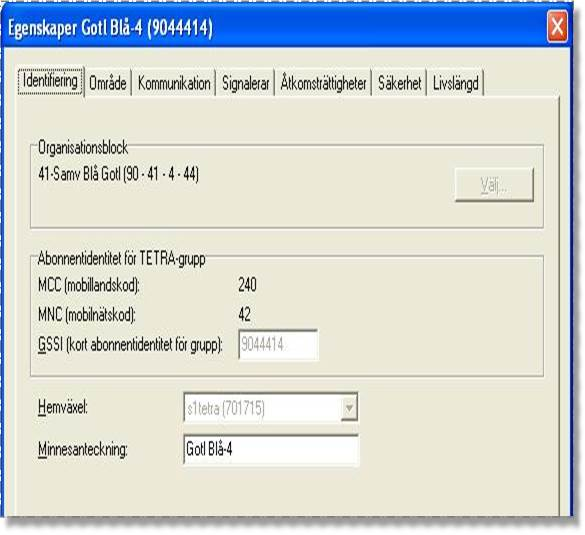 Egenskaper Gotl Blå-4 (9044414)
Identifiering Område Kommunikation Signalerar Åtkomsträttigheter Säkerhet Livslängd
Organisationsblock
41-Samv Blå Gotl (90 - 41 - 4 - 44)
Välj...
Abonnentidentitet för TETRA-grupp
MCC (mobillandskod): 240
MNC (mobilnätskod): 42
GSSI (kort abonnentidentitet för grupp): 9044414
Hemväxel: s1tetra (701715)
Minnesanteckning: Gotl Blå-4